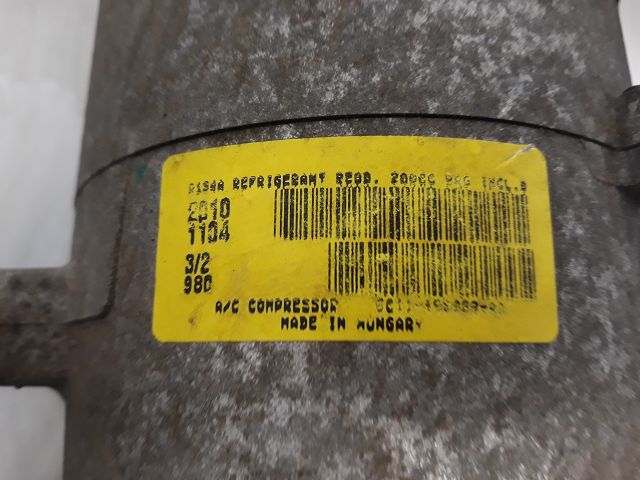 R134A REFRIGERANT REQD. 200CC PAG INCL.D
2010
1104
3/2
980
A/C COMPRESSOR
MADE IN HUNGARY